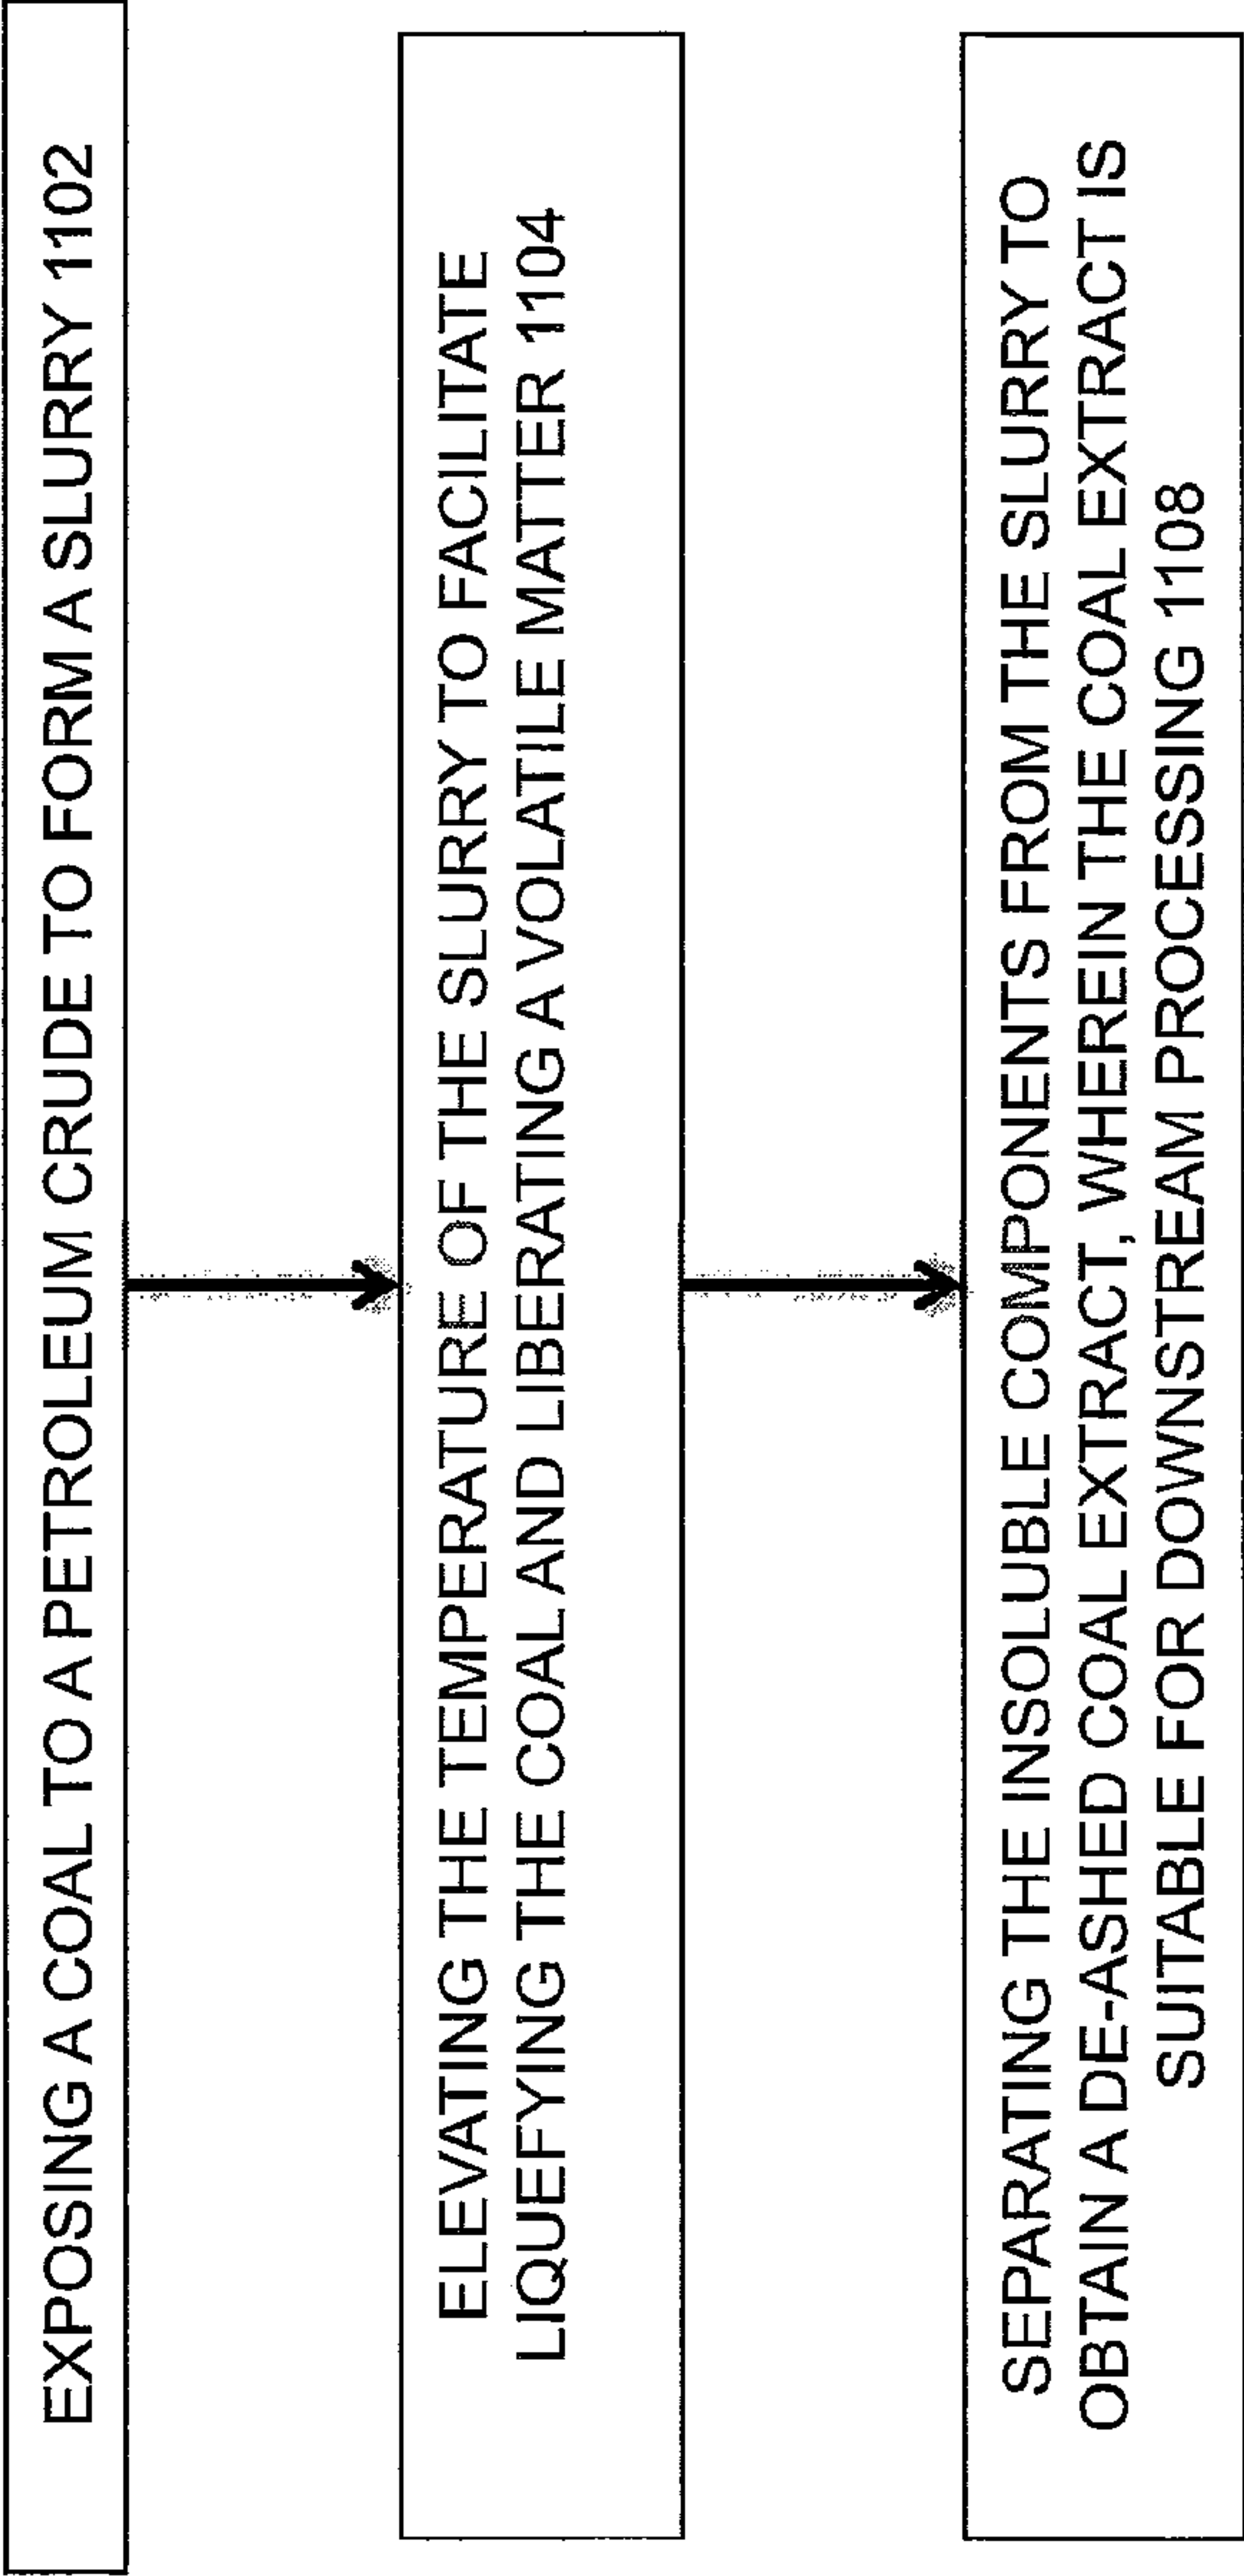 EXPOSING A COAL TO A PETROLEUM CRUDE TO FORM A SLURRY 1102
ELEVATING THE TEMPERATURE OF THE SLURRY TO FACILITATE
LIQUEFYING THE COAL AND LIBERATING A VOLATILE MATTER 1104
SEPARATING THE INSOLUBLE COMPONENTS FROM THE SLURRY TO
OBTAIN A DE-ASHED COAL EXTRACT, WHEREIN THE COAL EXTRACT IS
SUITABLE FOR DOWNSTREAM PROCESSING 1108